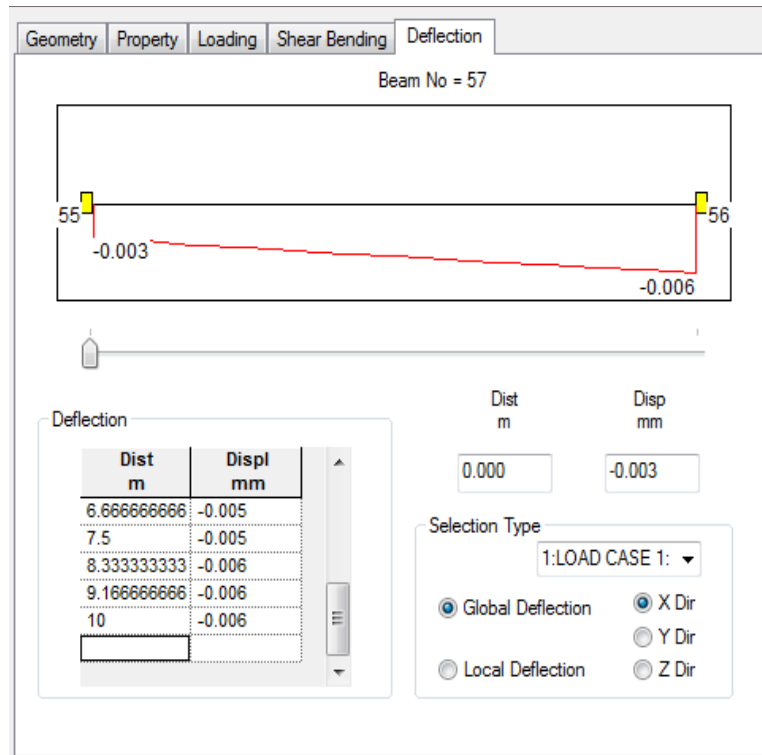 Geometry Property Loading Shear Bending Deflection
Beam No = 57
55 56
-0.003
-0.006
Dist Disp
m mm
0.000 -0.003
Deflection
Dist Displ
m mm
6.666666666 -0.005
7.5 -0.005
8.333333333 -0.006
9.166666666 -0.006
10 -0.006
Selection Type
1:LOAD CASE 1:
Global Deflection X Dir
Y Dir
Local Deflection Z Dir